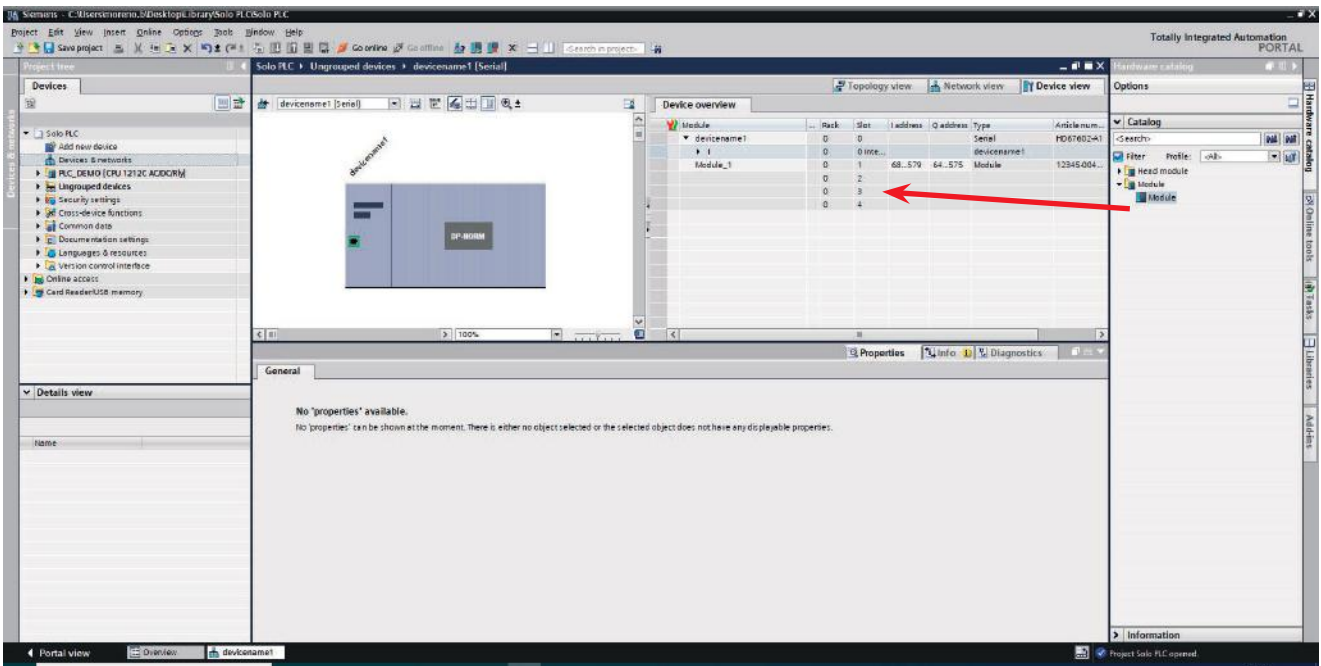 Siemens - C:\Users\moreno.b\Desktop\Library\Solo PLC\Solo PLC
Project Edit View Insert Online Options Tools Window Help
Save project Go online Go offline <Search in project>
Totally Integrated Automation
PORTAL
Project tree
Solo PLC Ungrouped devices devicename1 [Serial]
Hardware catalog
Devices
Topology view Network view Device view
Options
devicename1 [Serial]
Device overview
Module ... Rack Slot I address Q address Type Article num...
devicename1 0 0 Serial HD67602-A1
1 0 0 Inte... devicename1
Module_1 0 1 68...579 64...575 Module 12345-004...
0 2
0 3
0 4
Solo PLC
Add new device
Devices & networks
PLC_DEMO [CPU 1212C AC/DC/Rly]
Ungrouped devices
Security settings
Cross-device functions
Common data
Documentation settings
Languages & resources
Version control interface
Online access
Card Reader/USB memory
devicename1
DP-NORM
100%
Catalog
<Search>
Filter Profile: <All>
Head module
Module
Module
Devices & networks
Hardware catalog
Online tools
Tasks
Libraries
Add-ins
Properties Info Diagnostics
General
No 'properties' available.
No 'properties' can be shown at the moment. There is either no object selected or the selected object does not have any displayable properties.
Details view
Name
Information
Portal view Overview devicename1
Project Solo PLC opened.